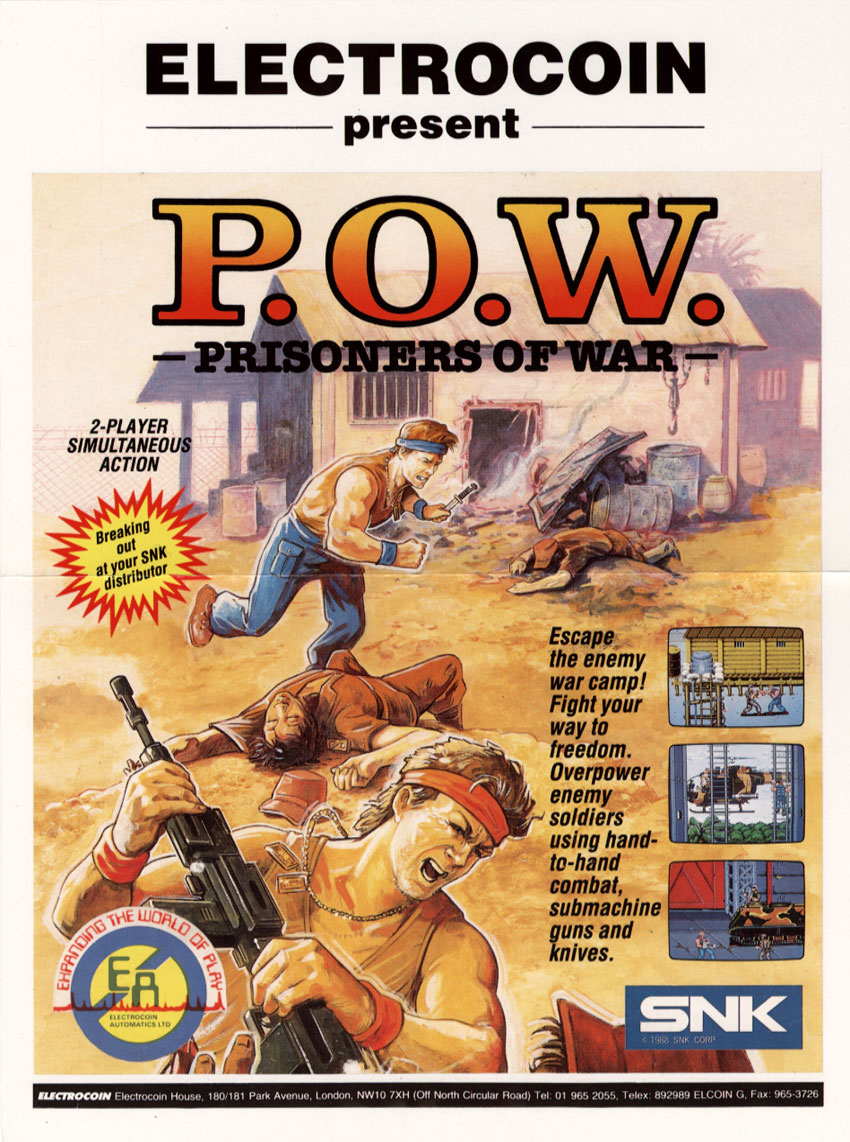 ELECTROCOIN
present
P.O.W.
– PRISONERS OF WAR –
2-PLAYER
SIMULTANEOUS
ACTION
Breaking
out
at your SNK
distributor
Escape
the enemy
war camp!
Fight your
way to
freedom.
Overpower
enemy
soldiers
using hand-
to-hand
combat,
submachine
guns and
knives.
EXPANDING THE WORLD OF PLAY
EA
ELECTROCOIN
AUTOMATICS LTD
SNK
© 1988 SNK CORP
ELECTROCOIN Electrocoin House, 180/181 Park Avenue, London, NW10 7XH (Off North Circular Road) Tel: 01 965 2055, Telex: 892989 ELCOIN G, Fax: 965-3726